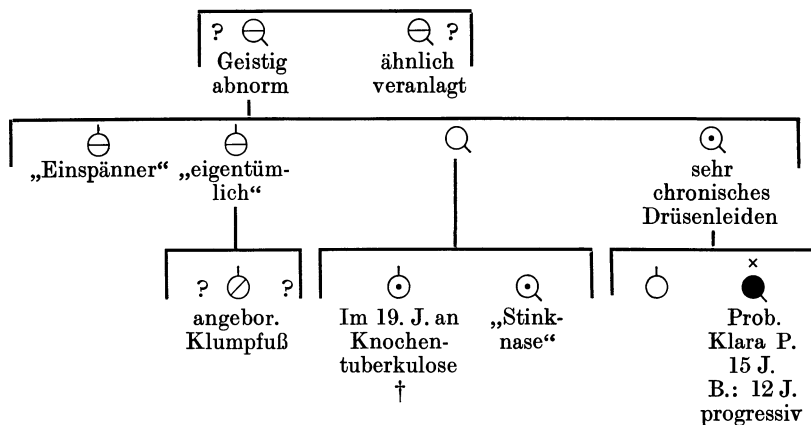 ? ?
Geistig
abnorm
ähnlich
veranlagt
„Einspänner“
„eigentüm-
lich“
sehr
chronisches
Drüsenleiden
? ?
angebor.
Klumpfuß
Im 19. J. an
Knochen-
tuberkulose
†
„Stink-
nase“
×
Prob.
Klara P.
15 J.
B.: 12 J.
progressiv